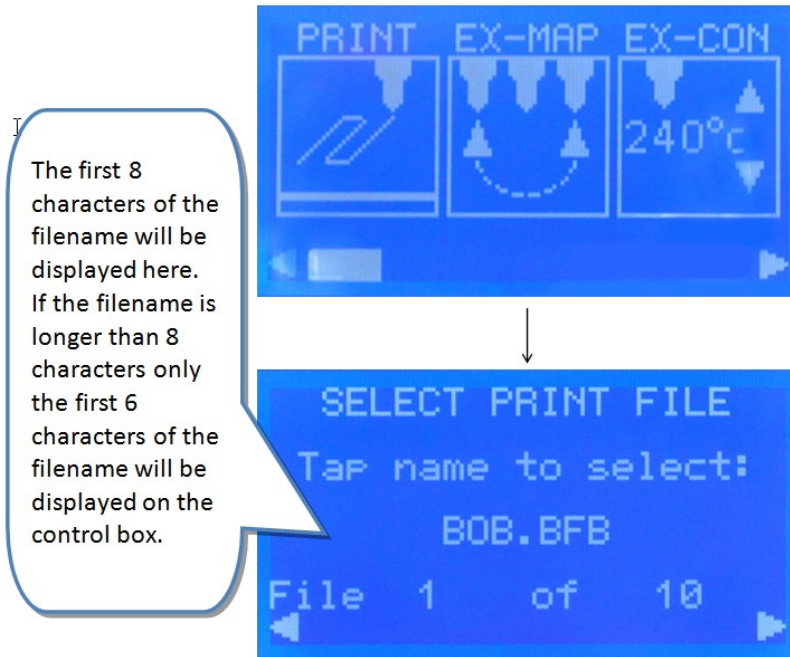 PRINT EX-MAP EX-CON
240°c
The first 8
characters of the
filename will be
displayed here.
If the filename is
longer than 8
characters only
the first 6
characters of the
filename will be
displayed on the
control box.
SELECT PRINT FILE
Tap name to select:
BOB.BFB
File 1 of 10